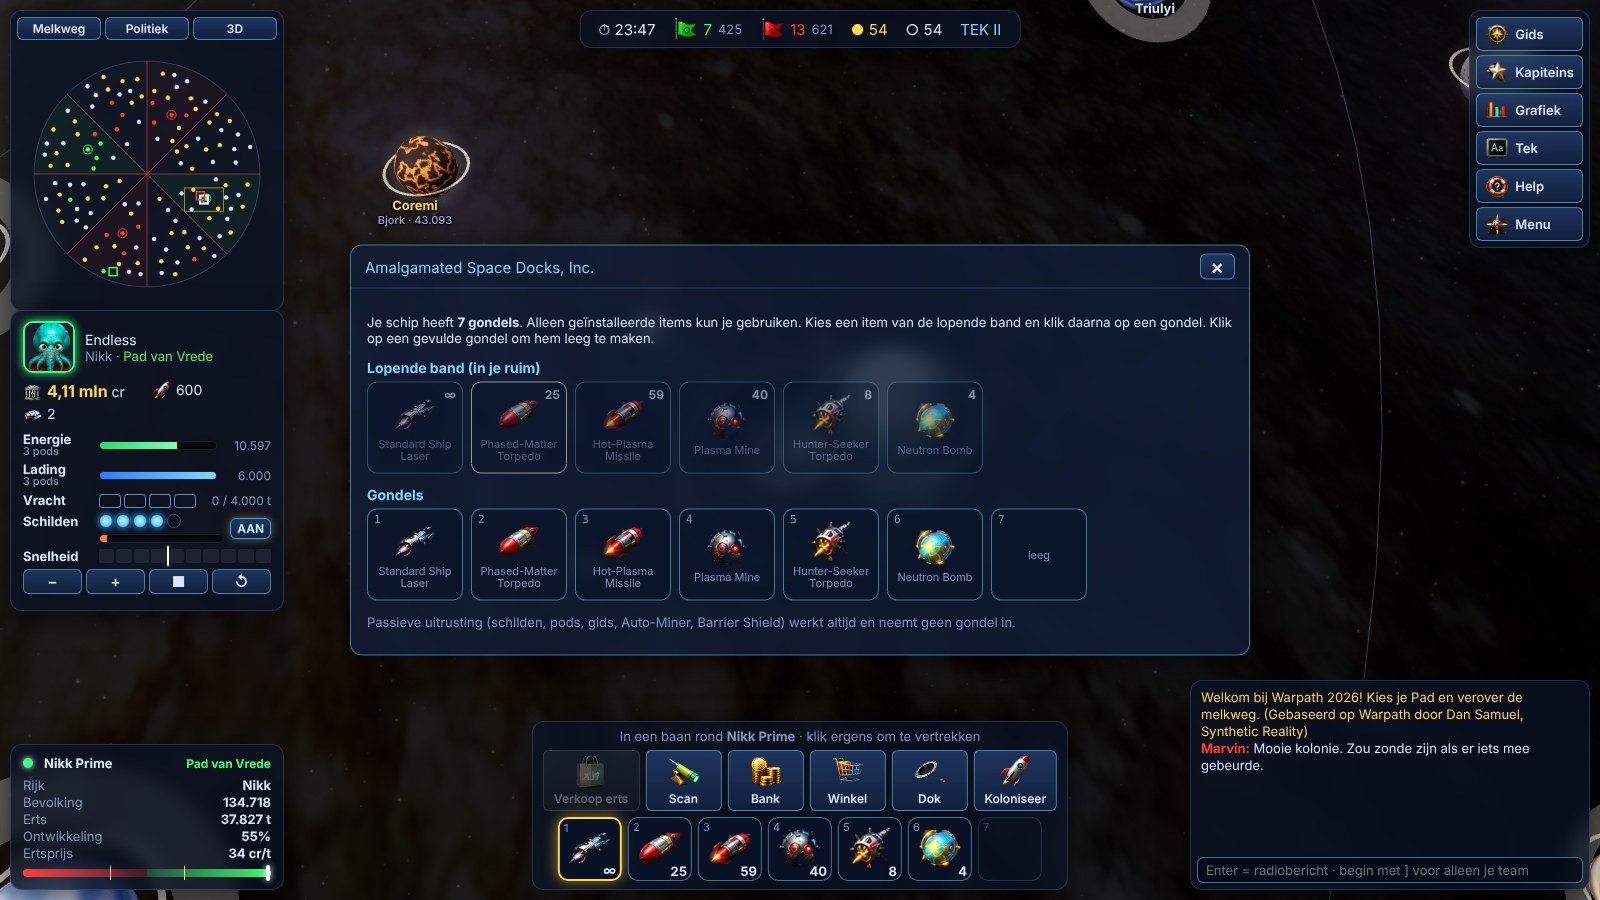 Melkweg
Politiek
3D
23:47
7 425
13 621
54
54
TEK II
Triulyi
Gids
Kapiteins
Grafiek
Aa
Tek
Help
Menu
Coremi
Bjork · 43.093
Endless
Nikk · Pad van Vrede
4,11 mln cr
600
2
Energie
3 pods
10.597
Lading
3 pods
6.000
Vracht
0 / 4.000 t
Schilden
AAN
Snelheid
− + ■ ↺
Amalgamated Space Docks, Inc.
×
Je schip heeft 7 gondels. Alleen geïnstalleerde items kun je gebruiken. Kies een item van de lopende band en klik daarna op een gondel. Klik
op een gevulde gondel om hem leeg te maken.
Lopende band (in je ruim)
∞
Standard Ship
Laser
25
Phased-Matter
Torpedo
59
Hot-Plasma
Missile
40
Plasma Mine
8
Hunter-Seeker
Torpedo
4
Neutron Bomb
Gondels
1
Standard Ship
Laser
2
Phased-Matter
Torpedo
3
Hot-Plasma
Missile
4
Plasma Mine
5
Hunter-Seeker
Torpedo
6
Neutron Bomb
7
leeg
Passieve uitrusting (schilden, pods, gids, Auto-Miner, Barrier Shield) werkt altijd en neemt geen gondel in.
Nikk Prime
Pad van Vrede
Rijk Nikk
Bevolking 134.718
Erts 37.827 t
Ontwikkeling 55%
Ertsprijs 34 cr/t
In een baan rond Nikk Prime · klik ergens om te vertrekken
Verkoop erts
Scan
Bank
Winkel
Dok
Koloniseer
1 ∞
2 25
3 59
4 40
5 8
6 4
7
Welkom bij Warpath 2026! Kies je Pad en verover de
melkweg. (Gebaseerd op Warpath door Dan Samuel,
Synthetic Reality)
Marvin: Mooie kolonie. Zou zonde zijn als er iets mee
gebeurde.
Enter = radiobericht · begin met ] voor alleen je team